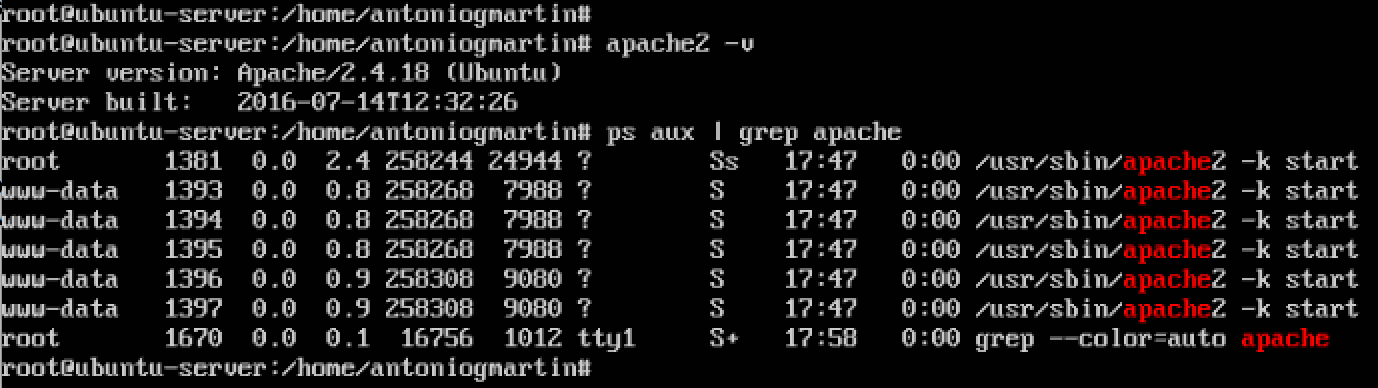 root@ubuntu-server:/home/antoniogmartin#
root@ubuntu-server:/home/antoniogmartin# apache2 -v
Server version: Apache/2.4.18 (Ubuntu)
Server built:   2016-07-14T12:32:26
root@ubuntu-server:/home/antoniogmartin# ps aux | grep apache
root       1381  0.0  2.4 258244 24944 ?        Ss   17:47   0:00 /usr/sbin/apache2 -k start
www-data   1393  0.0  0.8 258268  7988 ?        S    17:47   0:00 /usr/sbin/apache2 -k start
www-data   1394  0.0  0.8 258268  7988 ?        S    17:47   0:00 /usr/sbin/apache2 -k start
www-data   1395  0.0  0.8 258268  7988 ?        S    17:47   0:00 /usr/sbin/apache2 -k start
www-data   1396  0.0  0.9 258308  9080 ?        S    17:47   0:00 /usr/sbin/apache2 -k start
www-data   1397  0.0  0.9 258308  9080 ?        S    17:47   0:00 /usr/sbin/apache2 -k start
root       1670  0.0  0.1  16756  1012 tty1     S+   17:58   0:00 grep --color=auto apache
root@ubuntu-server:/home/antoniogmartin#